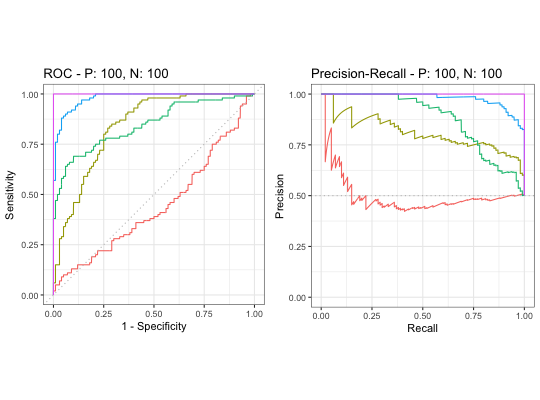 ROC - P: 100, N: 100
1.00
0.75
0.50
0.25
0.00
Sensitivity
0.00 0.25 0.50 0.75 1.00
1 - Specificity
Precision-Recall - P: 100, N: 100
1.00
0.75
0.50
0.25
0.00
Precision
0.00 0.25 0.50 0.75 1.00
Recall